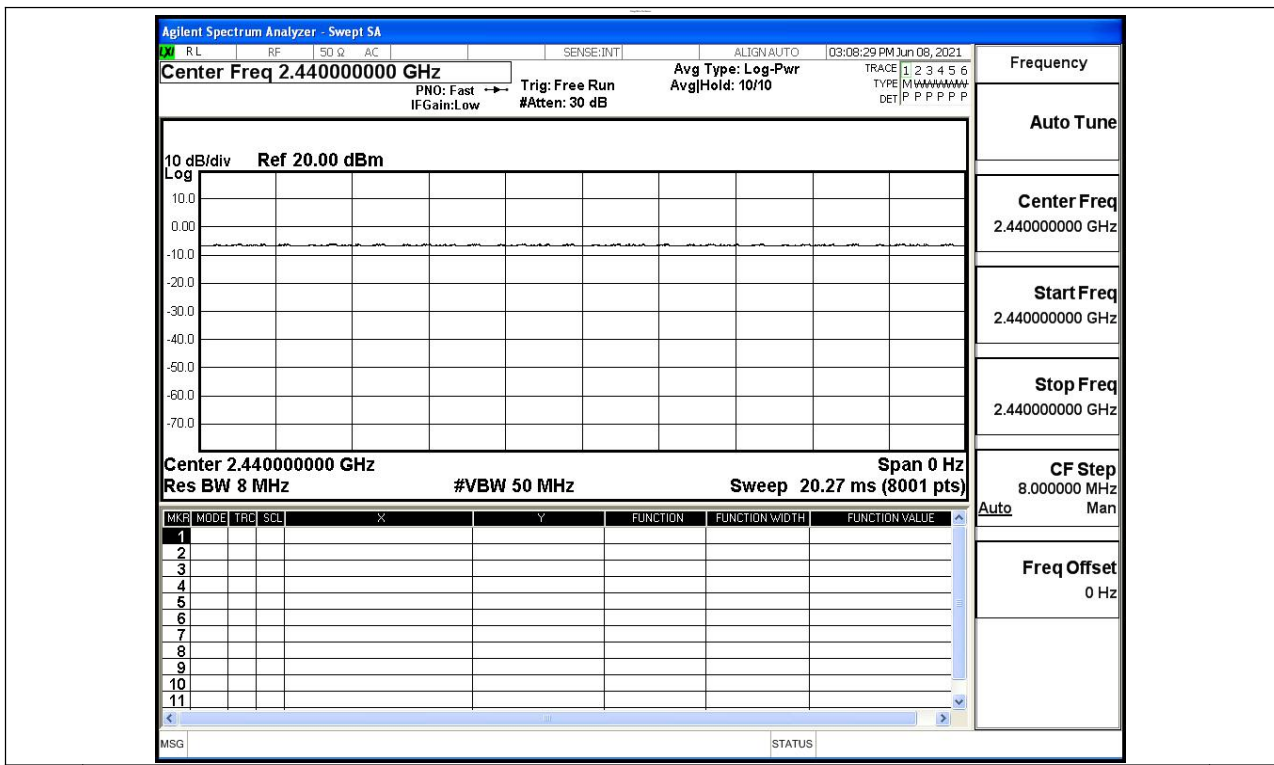 Agilent Spectrum Analyzer - Swept SA
LXI RL RF 50 Ω AC SENSE:INT ALIGN AUTO 03:08:29 PM Jun 08, 2021
Center Freq 2.440000000 GHz
PNO: Fast
IFGain:Low
Trig: Free Run
#Atten: 30 dB
Avg Type: Log-Pwr
Avg|Hold: 10/10
TRACE 1 2 3 4 5 6
TYPE M WWWWW
DET P P P P P P
10 dB/div Ref 20.00 dBm
Log
10.0
0.00
-10.0
-20.0
-30.0
-40.0
-50.0
-60.0
-70.0
Center 2.440000000 GHz Span 0 Hz
Res BW 8 MHz #VBW 50 MHz Sweep 20.27 ms (8001 pts)
MKR MODE TRC SCL X Y FUNCTION FUNCTION WIDTH FUNCTION VALUE
1
2
3
4
5
6
7
8
9
10
11
MSG STATUS
Frequency
Auto Tune
Center Freq
2.440000000 GHz
Start Freq
2.440000000 GHz
Stop Freq
2.440000000 GHz
CF Step
8.000000 MHz
Auto Man
Freq Offset
0 Hz